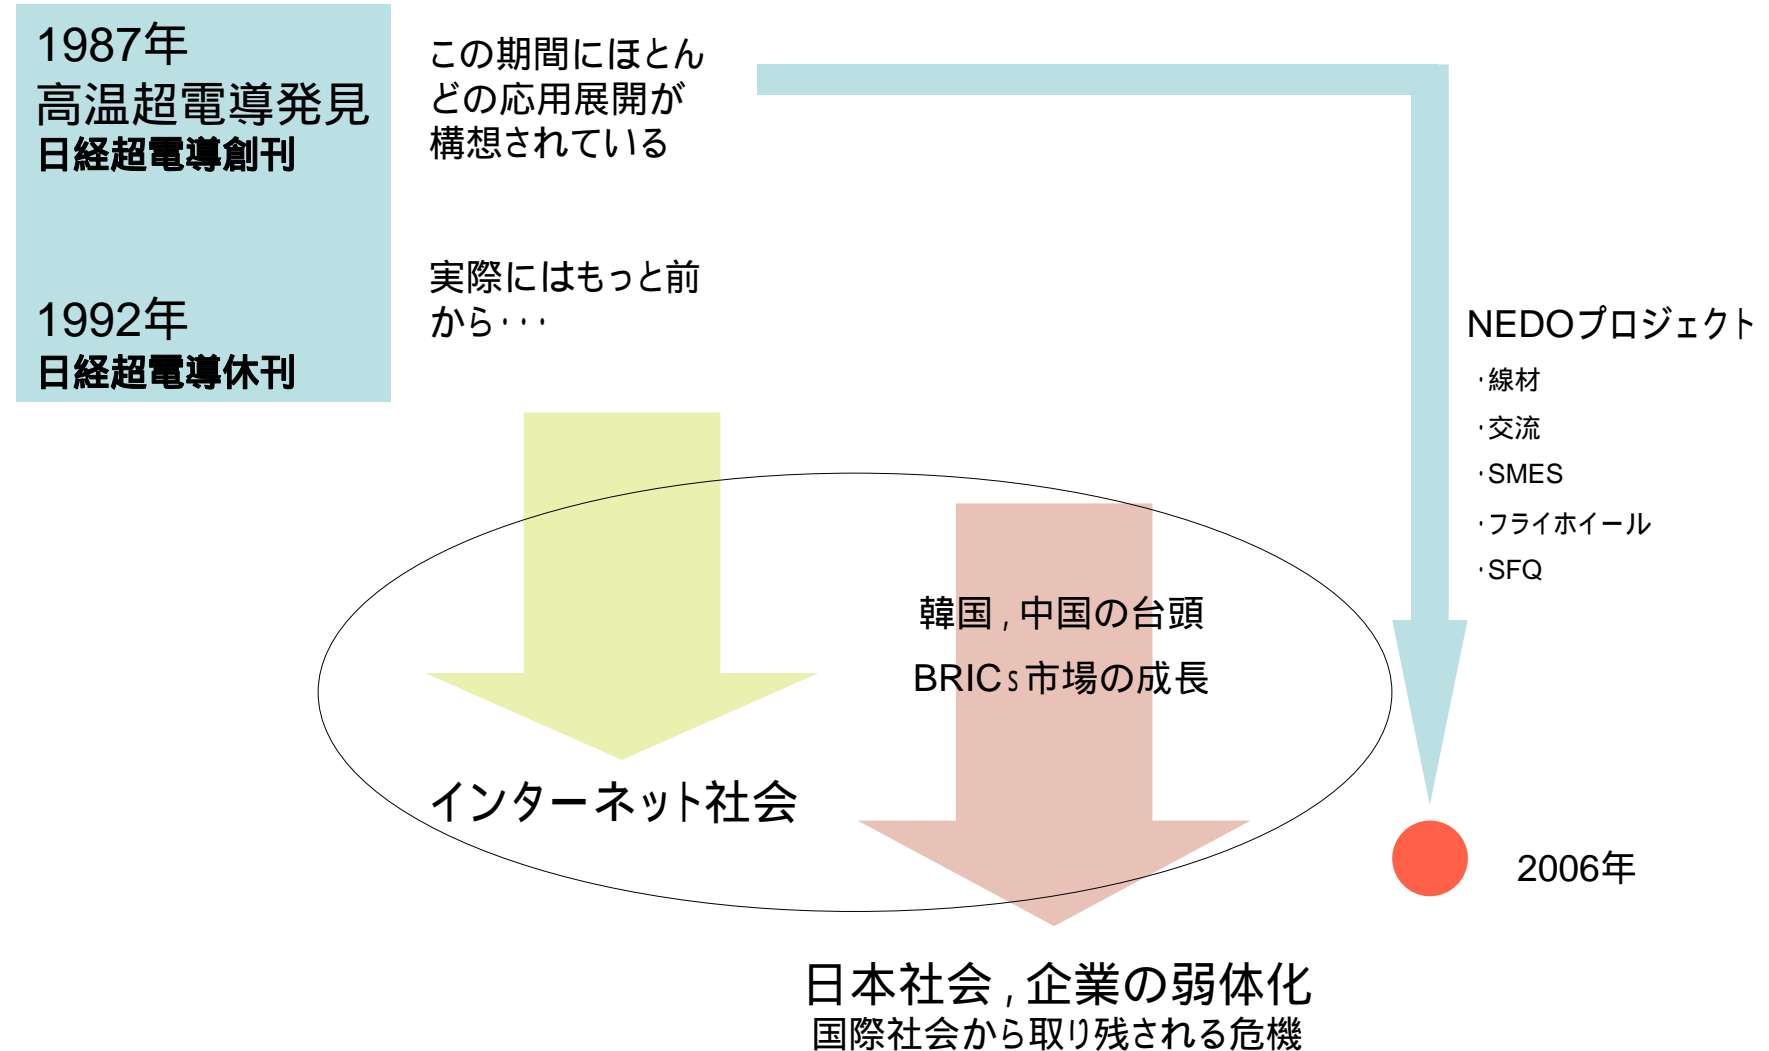 1987年
高温超電導発見
日経超電導創刊
1992年
日経超電導休刊
この期間にほとん
どの応用展開が
構想されている
実際にはもっと前
から・・・
NEDOプロジェクト
・線材
・交流
・SMES
・フライホイール
・SFQ
韓国,中国の台頭
BRICs市場の成長
インターネット社会
2006年
日本社会,企業の弱体化
国際社会から取り残される危機